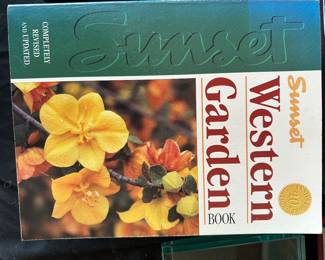 Sunset
COMPLETELY
REVISED
AND UPDATED
Sunset
Western
Garden
BOOK